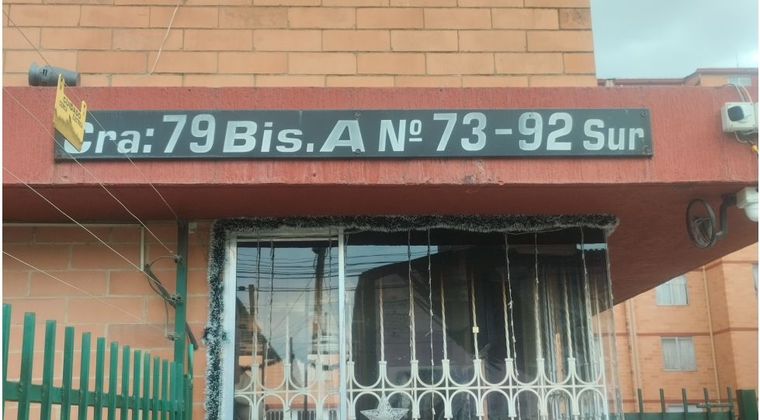 Cra: 79 Bis. A Nº 73-92 Sur